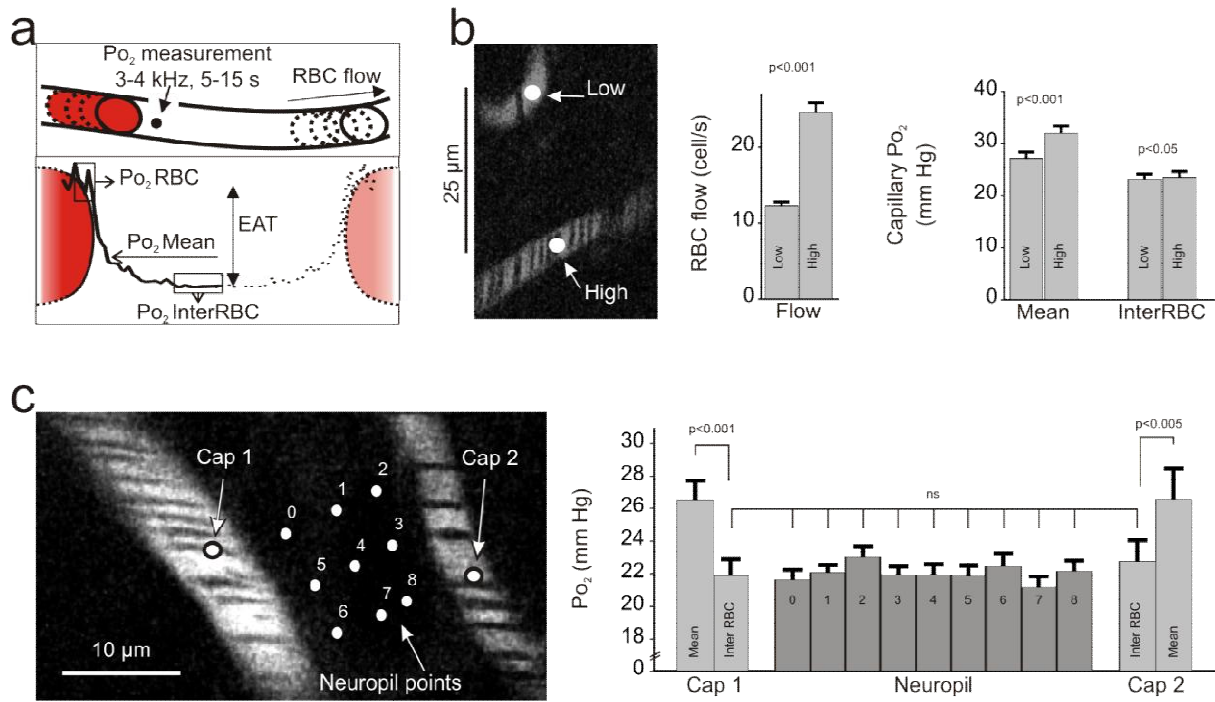 a
Po2 measurement
3-4 kHz, 5-15 s
RBC flow
Po2 RBC
EAT
Po2 Mean
Po2 InterRBC
b
Low
25 µm
High
p<0.001
RBC flow (cell/s)
20
10
0
Low
High
Flow
Capillary Po2
(mm Hg)
40
30
20
10
0
p<0.001
p<0.05
Low
High
Low
High
Mean
InterRBC
c
Cap 1
Cap 2
0
1
2
3
4
5
6
7
8
10 µm
Neuropil points
Po2 (mm Hg)
30
28
26
24
22
20
18
0
p<0.001
ns
p<0.005
Mean
Inter RBC
0
1
2
3
4
5
6
7
8
Inter RBC
Mean
Cap 1
Neuropil
Cap 2